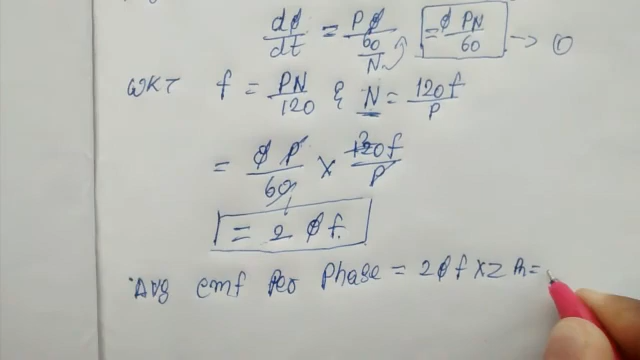 dϕ/dt = Pϕ/(60/N) = ϕPN/60 → ①
WKT f = PN/120 & N = 120f/P
= ϕP/60 × 120f/P
= 2ϕf.
Avg emf Per Phase = 2ϕf x Z Ph =